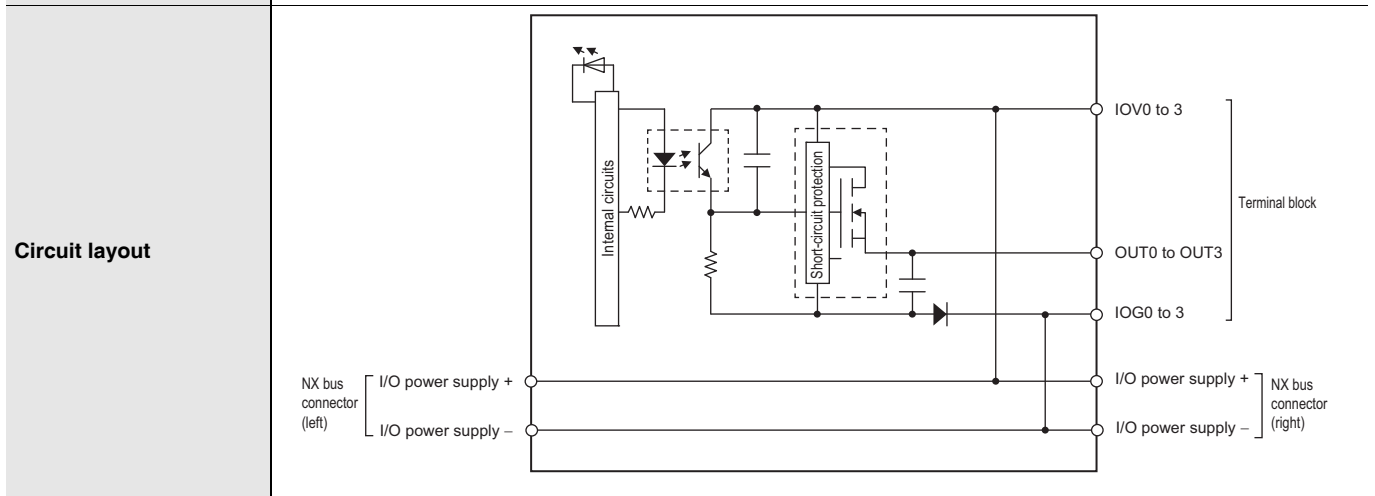 Circuit layout
Internal circuits
Short-circuit protection
IOV0 to 3
OUT0 to OUT3
IOG0 to 3
Terminal block
NX bus
connector
(left)
I/O power supply +
I/O power supply −
I/O power supply +
I/O power supply −
NX bus
connector
(right)